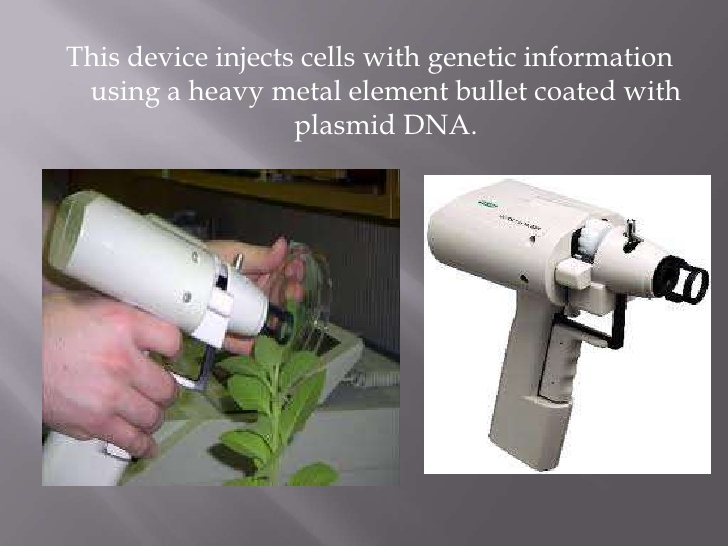 This device injects cells with genetic information
using a heavy metal element bullet coated with
plasmid DNA.